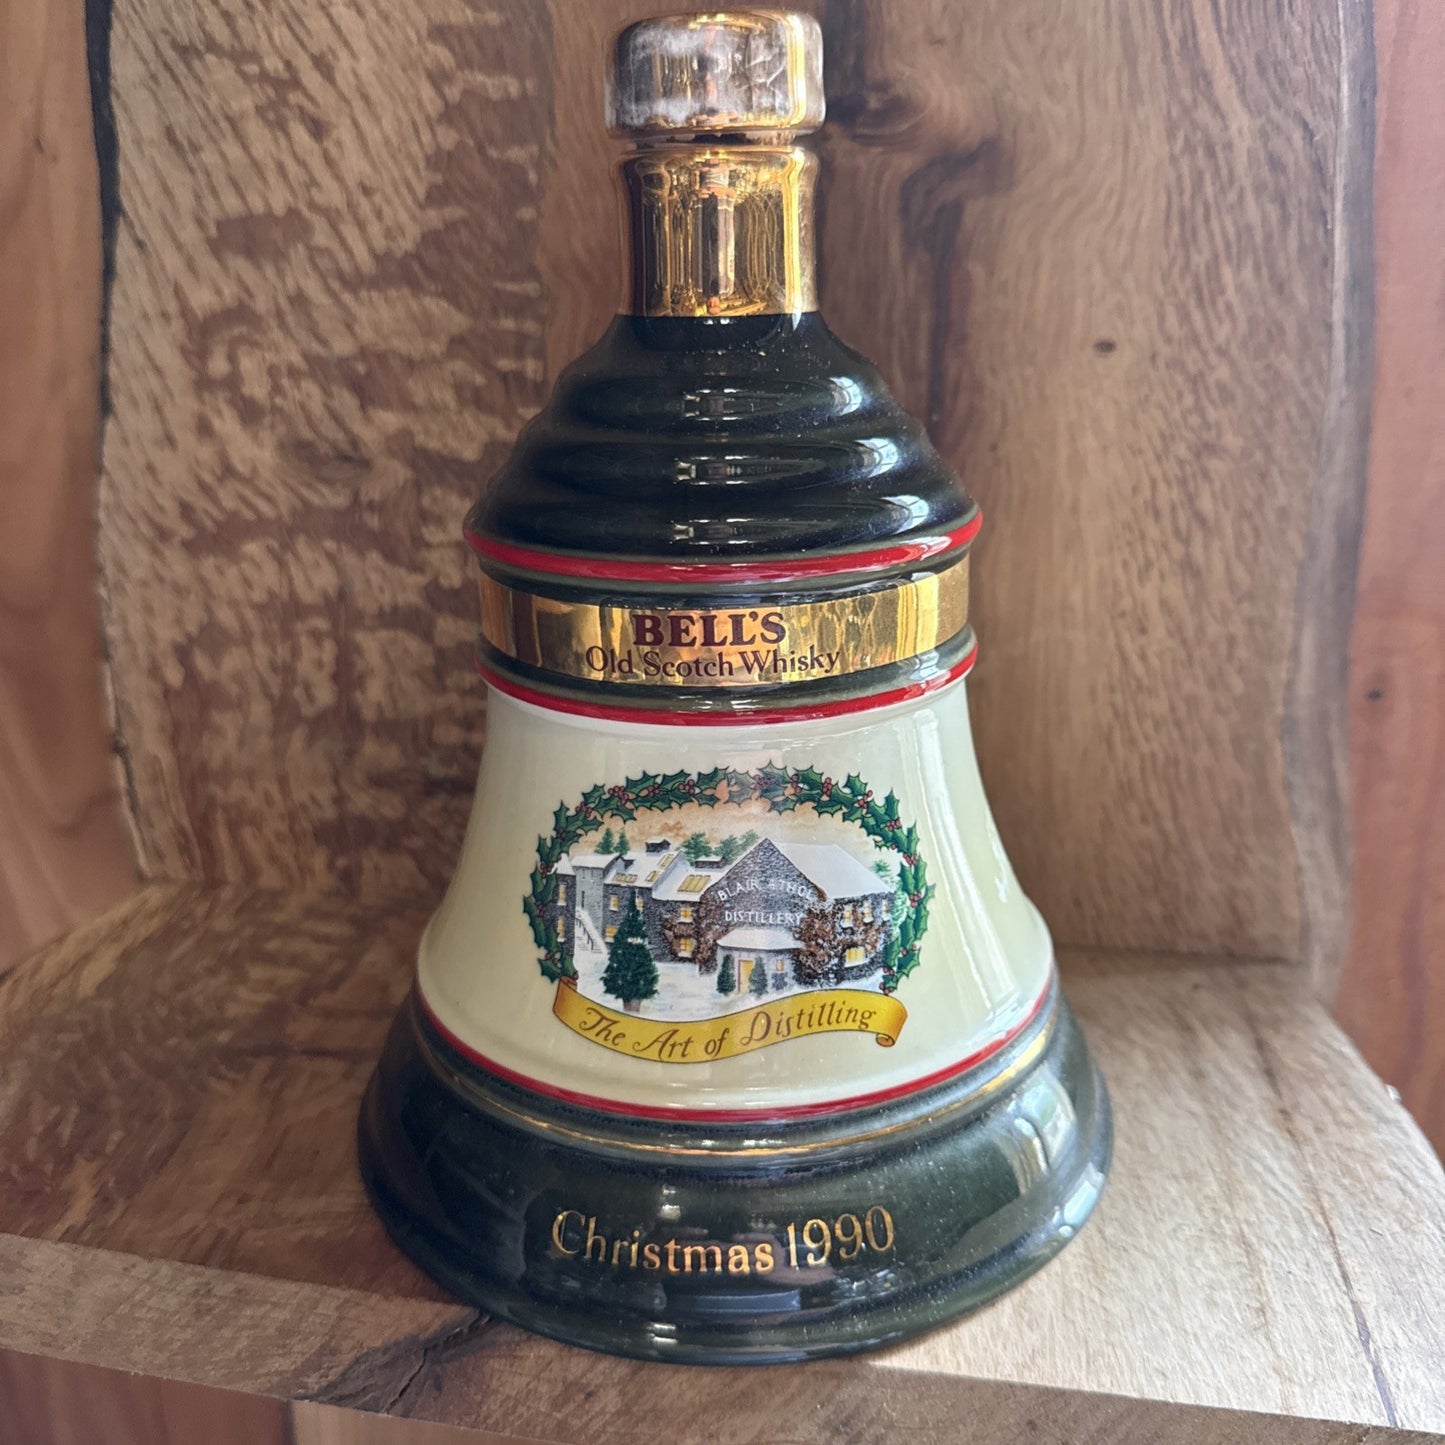 BELL'S
Old Scotch Whisky
BLAIR ATHOL
DISTILLERY
The Art of Distilling
Christmas 1990